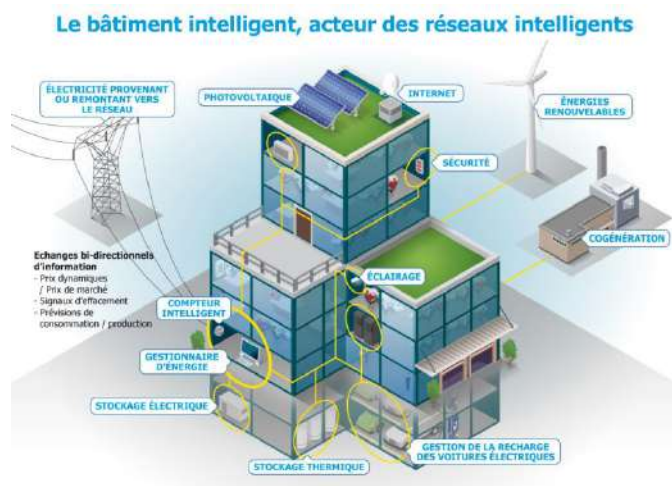 Le bâtiment intelligent, acteur des réseaux intelligents
ÉLECTRICITÉ PROVENANT
OU REMONTANT VERS
LE RÉSEAU
PHOTOVOLTAIQUE
INTERNET
ÉNERGIES
RENOUVELABLES
SÉCURITÉ
COGÉNÉRATION
Echanges bi-directionnels
d'information
- Prix dynamiques
/ Prix de marché
- Signaux d'effacement
- Prévisions de
consommation / production
ÉCLAIRAGE
COMPTEUR
INTELLIGENT
GESTIONNAIRE
D'ÉNERGIE
STOCKAGE ÉLECTRIQUE
STOCKAGE THERMIQUE
GESTION DE LA RECHARGE
DES VOITURES ÉLECTRIQUES